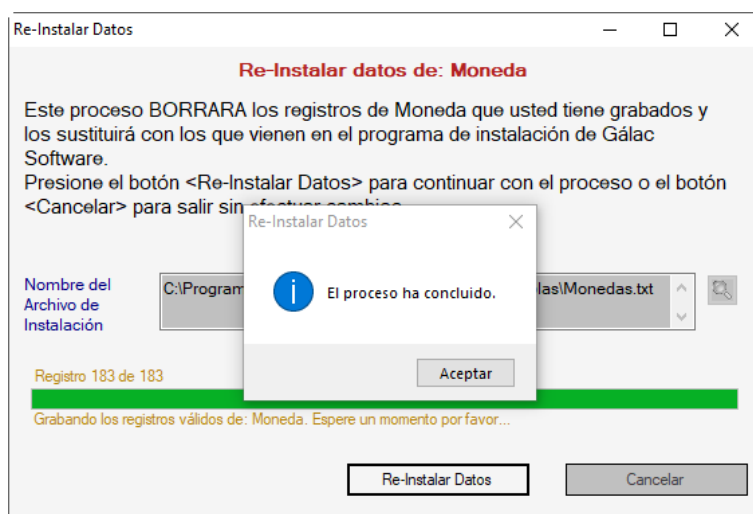 Re-Instalar Datos
Re-Instalar datos de: Moneda
Este proceso BORRARA los registros de Moneda que usted tiene grabados y
los sustituirá con los que vienen en el programa de instalación de Gálac
Software.
Presione el botón <Re-Instalar Datos> para continuar con el proceso o el botón
<Cancelar> para salir sin efectuar cambios
Re-Instalar Datos
El proceso ha concluido.
Aceptar
Nombre del
Archivo de
Instalación
C:\Program las\Monedas.txt
Registro 183 de 183
Grabando los registros válidos de: Moneda. Espere un momento por favor...
Re-Instalar Datos
Cancelar